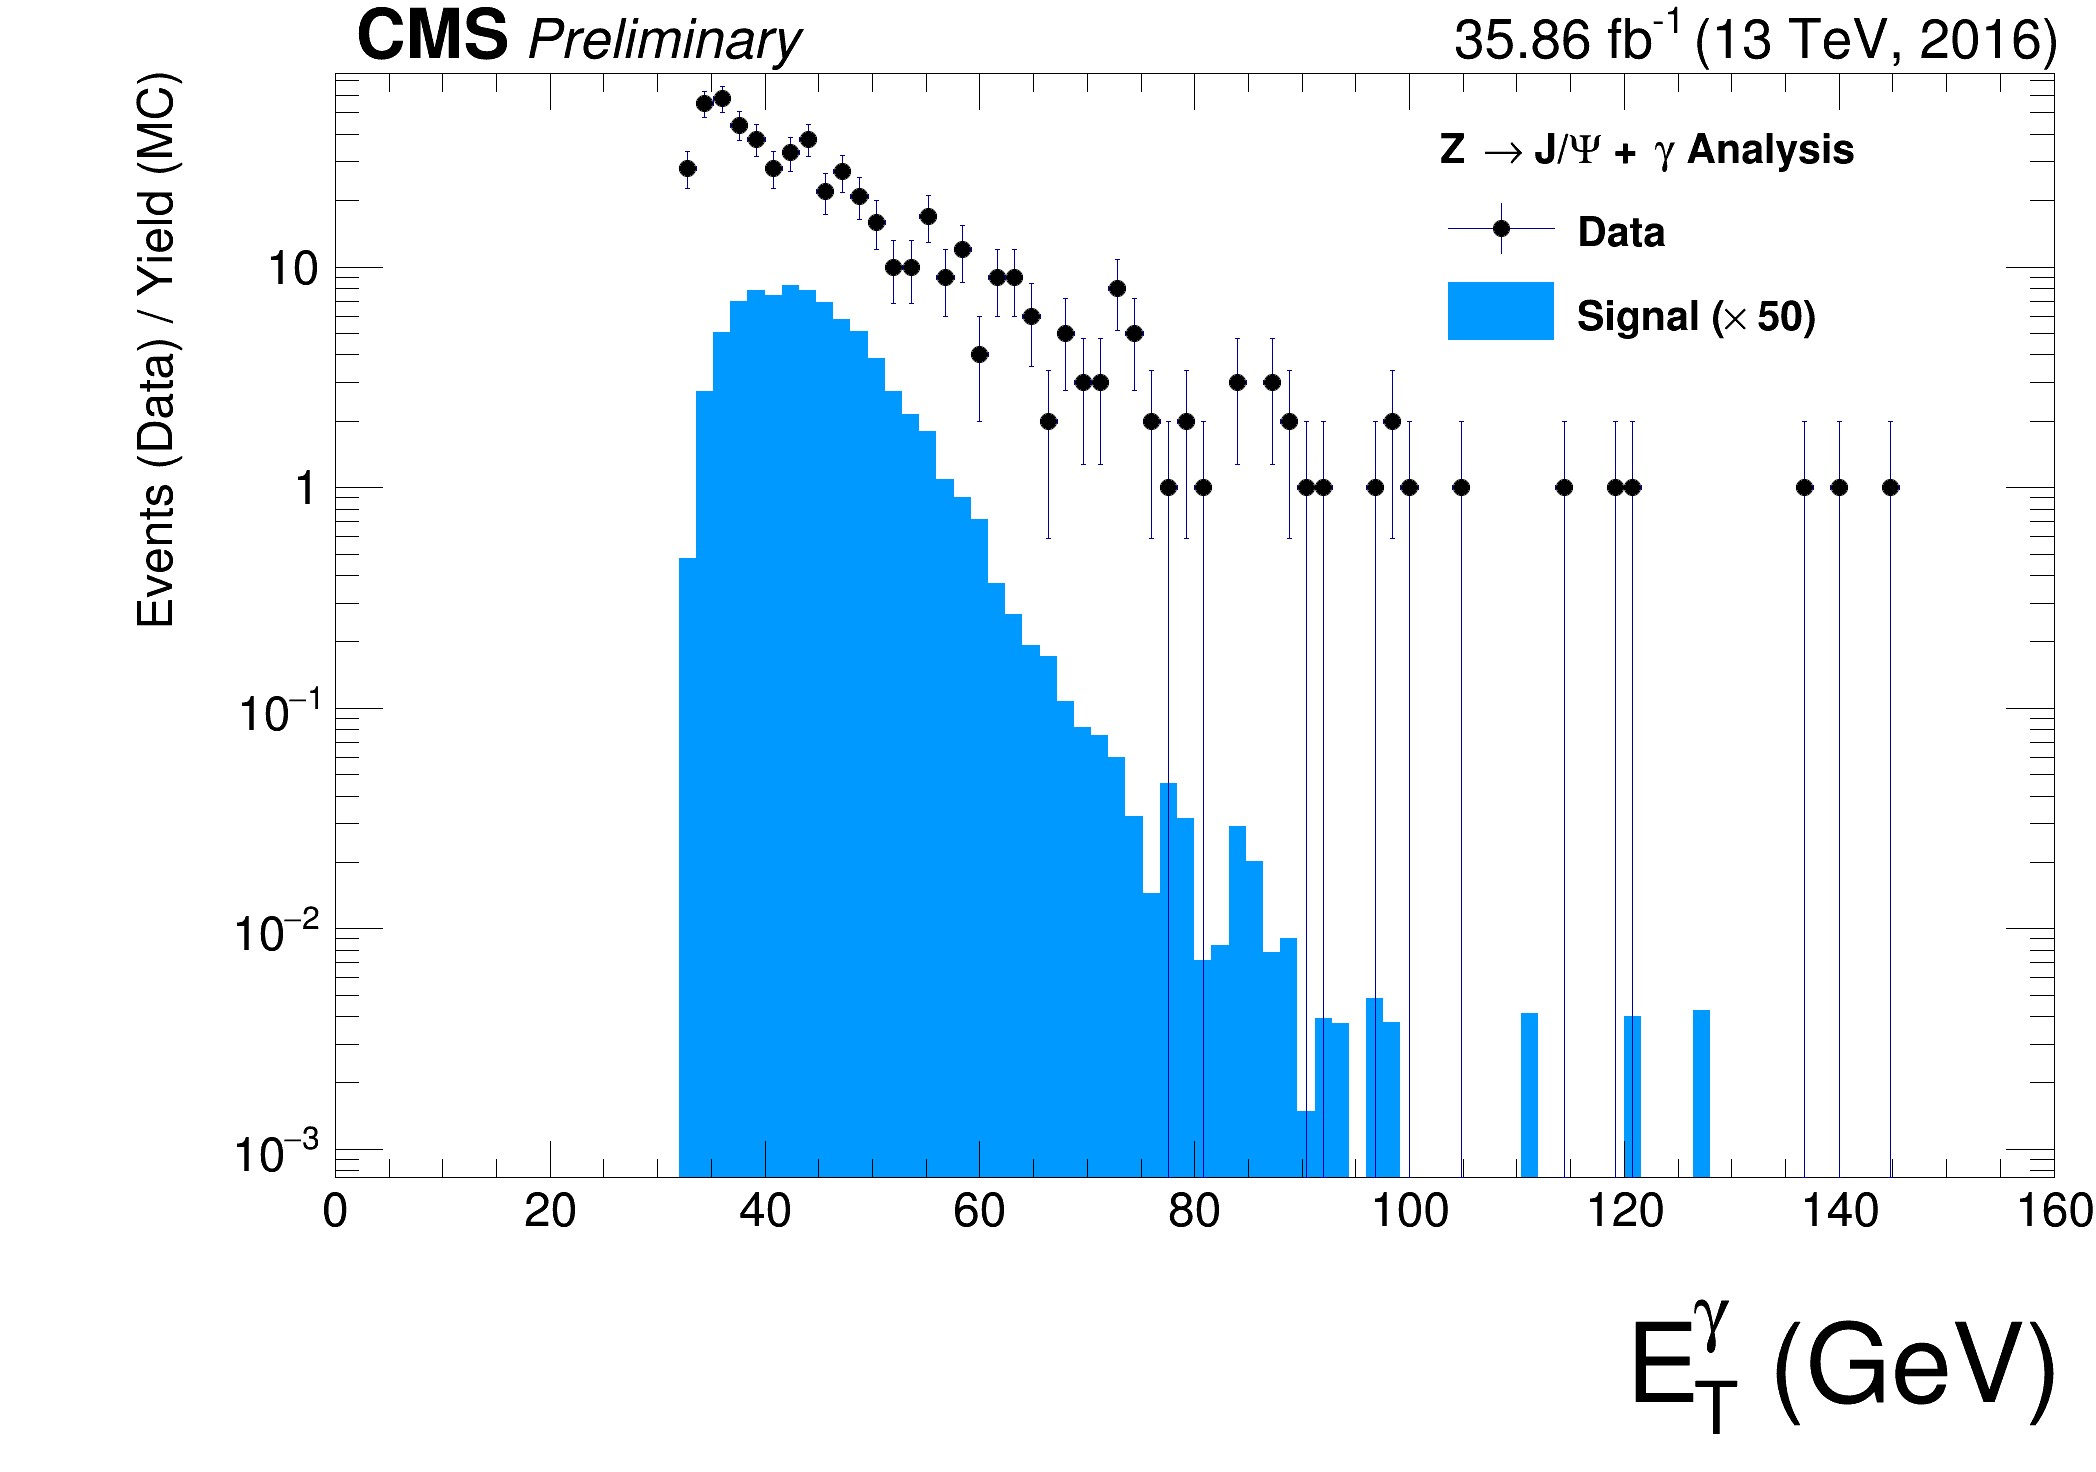 CMS Preliminary 35.86 fb⁻¹ (13 TeV, 2016)
Events (Data) / Yield (MC)
Z → J/Ψ + γ Analysis
Data
Signal (× 50)
10
1
10⁻¹
10⁻²
10⁻³
0 20 40 60 80 100 120 140 160
E_T^γ (GeV)